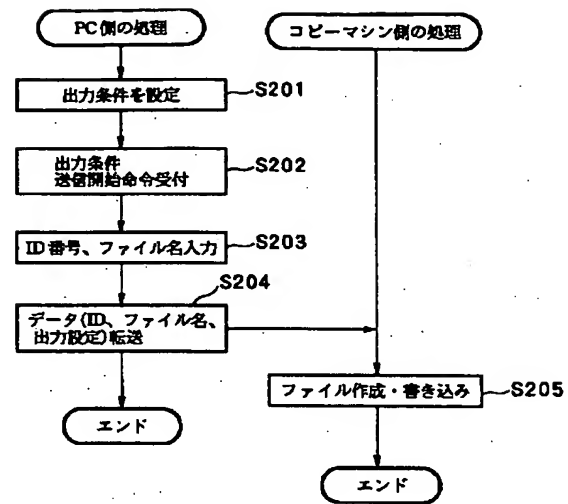 PC側の処理
コピーマシン側の処理
出力条件を設定
S201
出力条件
送信開始命令受付
S202
ID番号、ファイル名入力
S203
S204
データ(ID、ファイル名、
出力設定)転送
ファイル作成・書き込み
S205
エンド
エンド